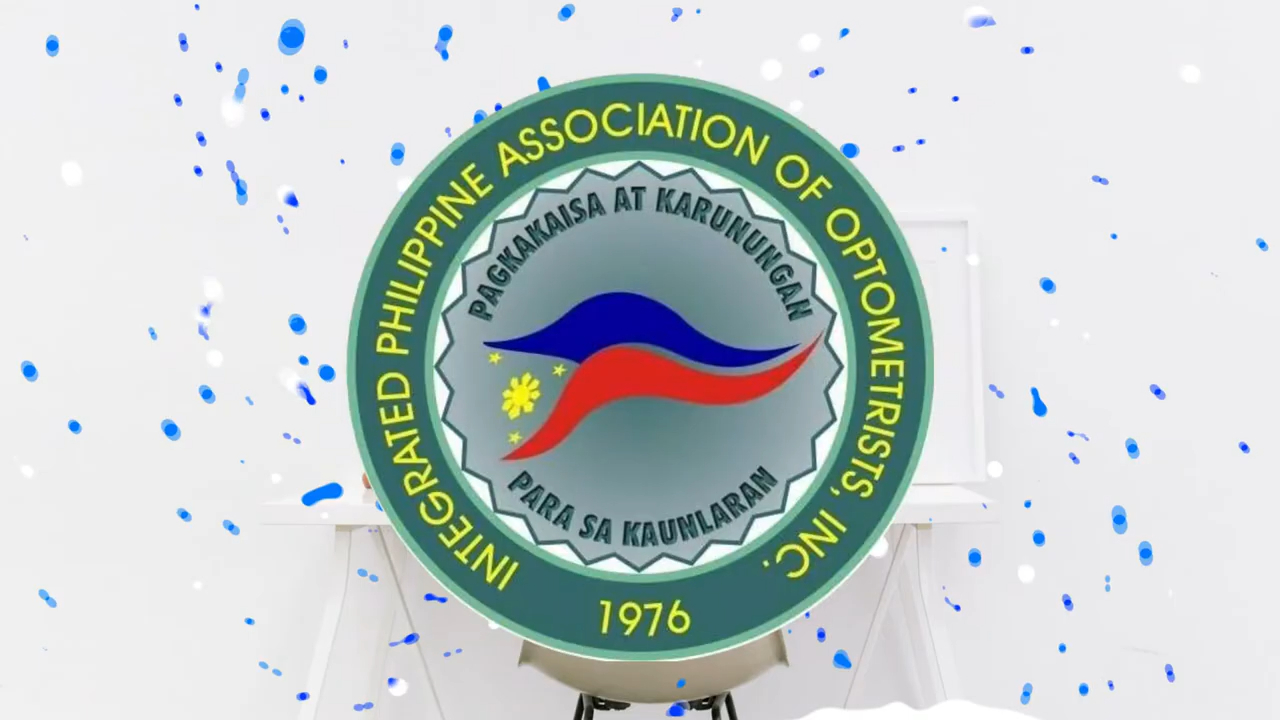 INTEGRATED PHILIPPINE ASSOCIATION OF OPTOMETRISTS, INC.
PAGKAKAISA AT KARUNUNGAN
PARA SA KAUNLARAN
1976